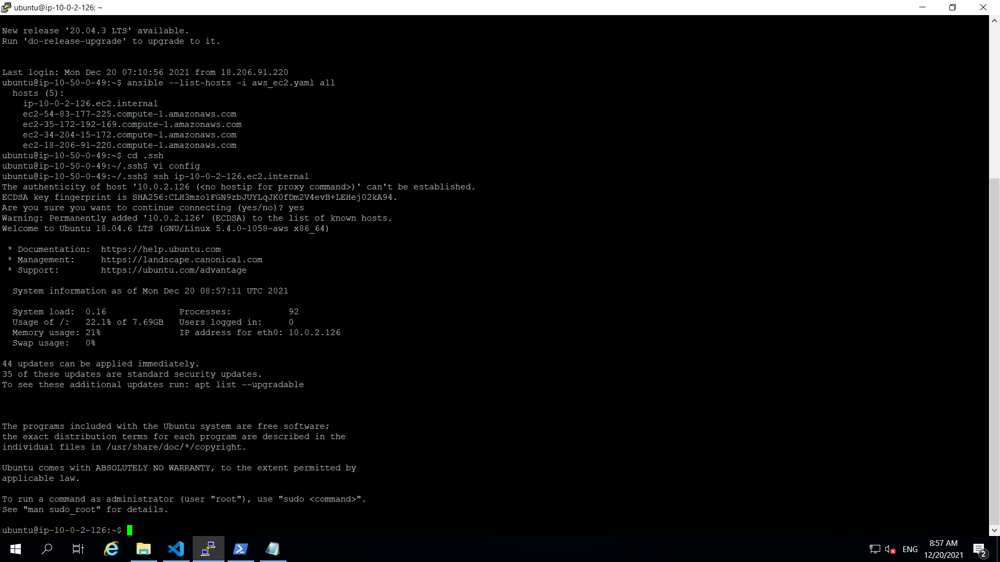 ubuntu@ip-10-0-2-126: ~
New release '20.04.3 LTS' available.
Run 'do-release-upgrade' to upgrade to it.
Last login: Mon Dec 20 07:10:56 2021 from 18.206.91.220
ubuntu@ip-10-50-0-49:~$ ansible --list-hosts -i aws_ec2.yaml all
  hosts (5):
    ip-10-0-2-126.ec2.internal
    ec2-54-83-177-225.compute-1.amazonaws.com
    ec2-35-172-192-169.compute-1.amazonaws.com
    ec2-34-204-15-172.compute-1.amazonaws.com
    ec2-18-206-91-220.compute-1.amazonaws.com
ubuntu@ip-10-50-0-49:~$ cd .ssh
ubuntu@ip-10-50-0-49:~/.ssh$ vi config
ubuntu@ip-10-50-0-49:~/.ssh$ ssh ip-10-0-2-126.ec2.internal
The authenticity of host '10.0.2.126 (<no hostip for proxy command>)' can't be established.
ECDSA key fingerprint is SHA256:CLH3mzo1FGN9zbJUYLqJK0fDm2V4evB+LEHej02kA94.
Are you sure you want to continue connecting (yes/no)? yes
Warning: Permanently added '10.0.2.126' (ECDSA) to the list of known hosts.
Welcome to Ubuntu 18.04.6 LTS (GNU/Linux 5.4.0-1058-aws x86_64)
 * Documentation:  https://help.ubuntu.com
 * Management:     https://landscape.canonical.com
 * Support:        https://ubuntu.com/advantage
  System information as of Mon Dec 20 08:57:11 UTC 2021
  System load:  0.16              Processes:           92
  Usage of /:   22.1% of 7.69GB   Users logged in:     0
  Memory usage: 21%               IP address for eth0: 10.0.2.126
  Swap usage:   0%
44 updates can be applied immediately.
35 of these updates are standard security updates.
To see these additional updates run: apt list --upgradable
The programs included with the Ubuntu system are free software;
the exact distribution terms for each program are described in the
individual files in /usr/share/doc/*/copyright.
Ubuntu comes with ABSOLUTELY NO WARRANTY, to the extent permitted by
applicable law.
To run a command as administrator (user "root"), use "sudo <command>".
See "man sudo_root" for details.
ubuntu@ip-10-0-2-126:~$
ENG
8:57 AM
12/20/2021
2